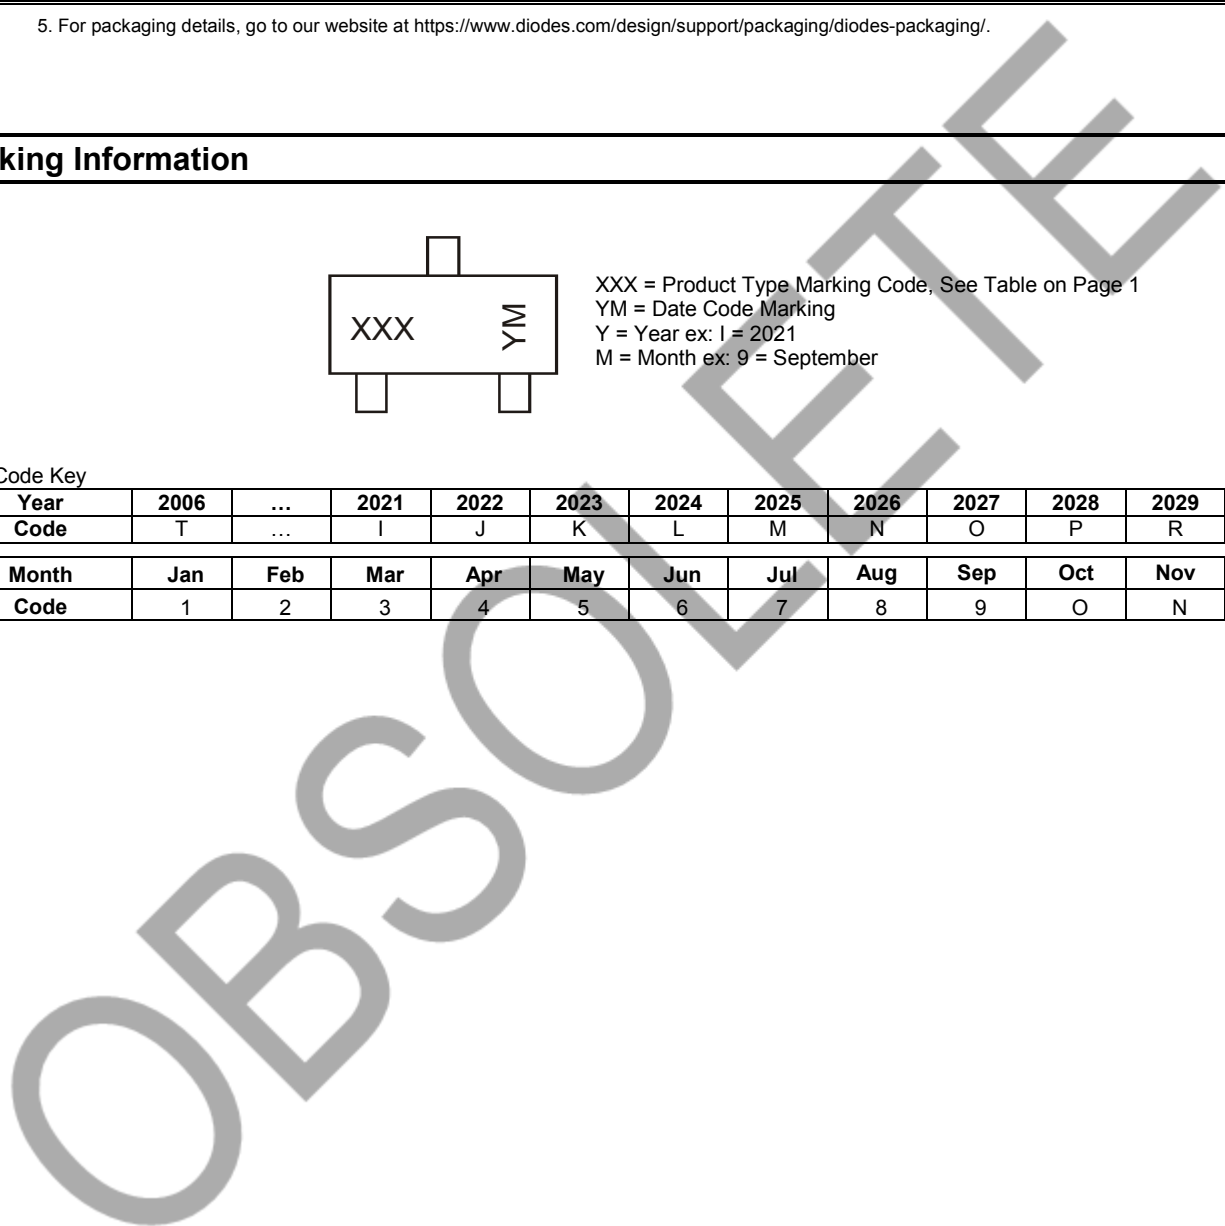 5. For packaging details, go to our website at https://www.diodes.com/design/support/packaging/diodes-packaging/.
king Information
XXX YM
XXX = Product Type Marking Code, See Table on Page 1
YM = Date Code Marking
Y = Year ex: I = 2021
M = Month ex: 9 = September
Code Key
Year 2006 ... 2021 2022 2023 2024 2025 2026 2027 2028 2029
Code T ... I J K L M N O P R
Month Jan Feb Mar Apr May Jun Jul Aug Sep Oct Nov
Code 1 2 3 4 5 6 7 8 9 O N
OBSOLETE